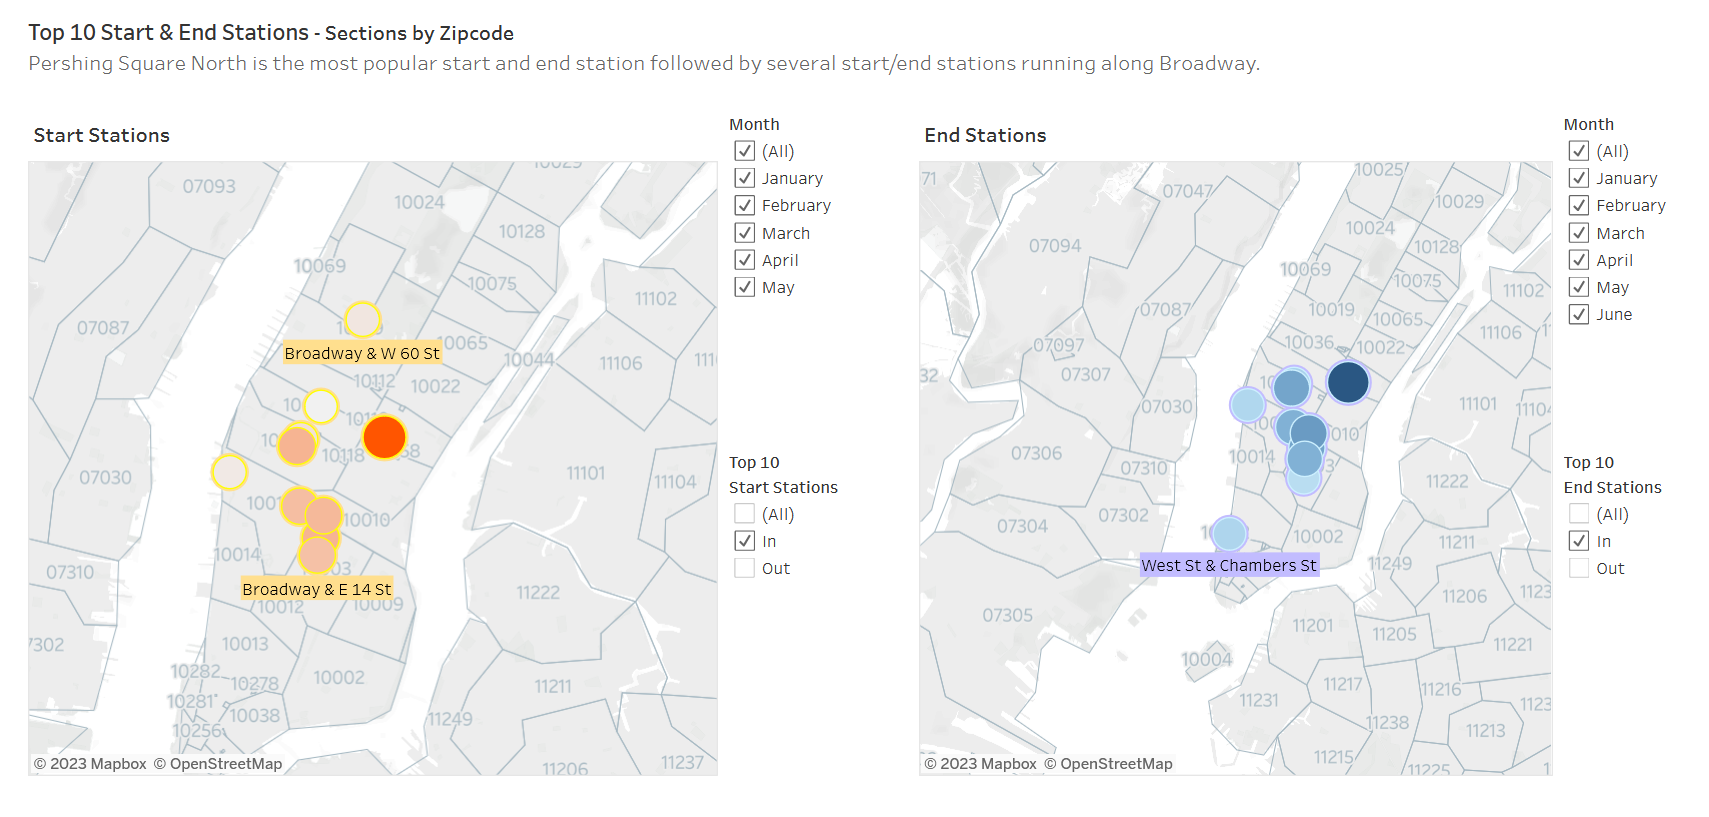 Top 10 Start & End Stations - Sections by Zipcode
Pershing Square North is the most popular start and end station followed by several start/end stations running along Broadway.
Start Stations
07093
10024
10128
10069
10075
11102
07087
Broadway & W 60 St
10065
10044
11106
10112
10022
10118
07030
11101
11104
10010
10014
07310
Broadway & E 14 St
10012
10009
11222
10013
10002
10282
10278
10281
10038
10256
11211
11249
11206
11237
© 2023 Mapbox © OpenStreetMap
Month
(All)
January
February
March
April
May
Top 10
Start Stations
(All)
In
Out
End Stations
71
10025
07047
10029
10024
07094
10128
10069
10075
11102
07087
10019
10065
11106
07097
10036
10022
32
07307
07030
11101
07306
10014
07310
11222
07302
07304
10002
11211
West St & Chambers St
11249
11206
07305
11201
11205
11221
10004
11217
11216
11231
11238
11213
11215
11225
© 2023 Mapbox © OpenStreetMap
Month
(All)
January
February
March
April
May
June
Top 10
End Stations
(All)
In
Out